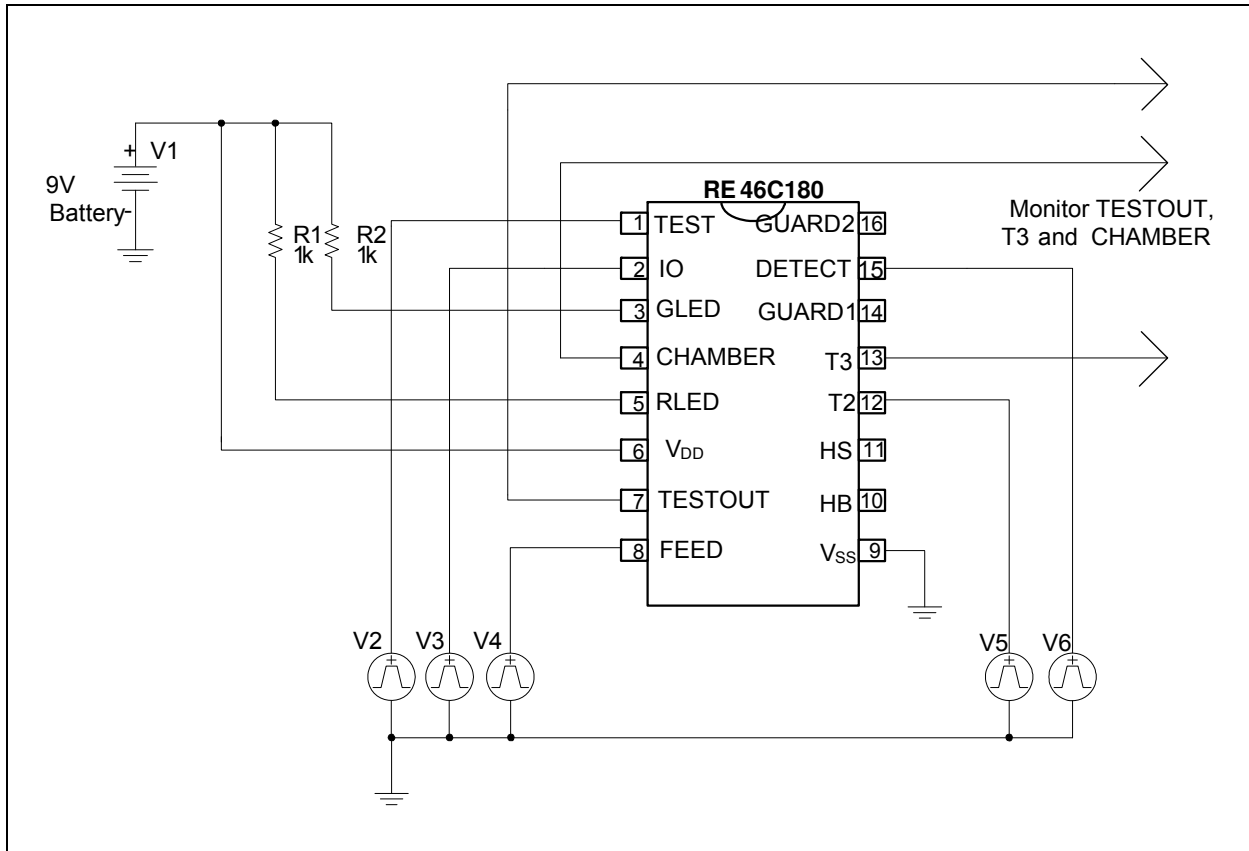 + V1
9V
Battery-
R1
1k
R2
1k
RE46C180
Monitor TESTOUT,
T3 and CHAMBER
1 TEST GUARD2 16
2 IO DETECT 15
3 GLED GUARD1 14
4 CHAMBER T3 13
5 RLED T2 12
6 VDD HS 11
7 TESTOUT HB 10
8 FEED VSS 9
V2 V3 V4 V5 V6
+ + + + +